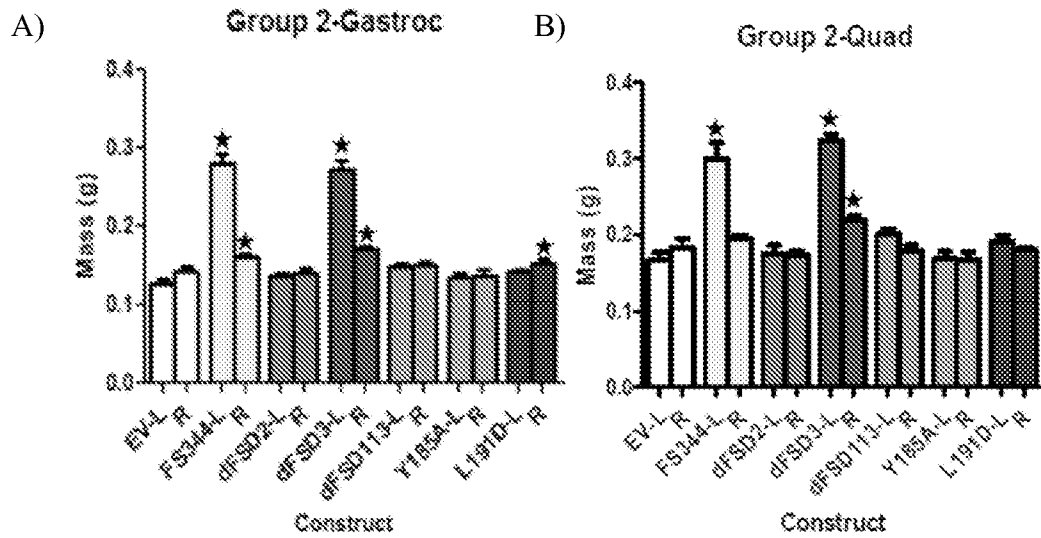 A)
Group 2-Gastroc
Mass (g)
0.4
0.3
0.2
0.1
0.0
EV-L
R
FS344-L
R
dFSD2-L
R
dFSD3-L
R
dFSD113-L
R
Y185A-L
R
L191D-L
R
Construct
B)
Group 2-Quad
Mass (g)
0.4
0.3
0.2
0.1
0.0
EV-L
R
FS344-L
R
dFSD2-L
R
dFSD3-L
R
dFSD113-L
R
Y185A-L
R
L191D-L
R
Construct